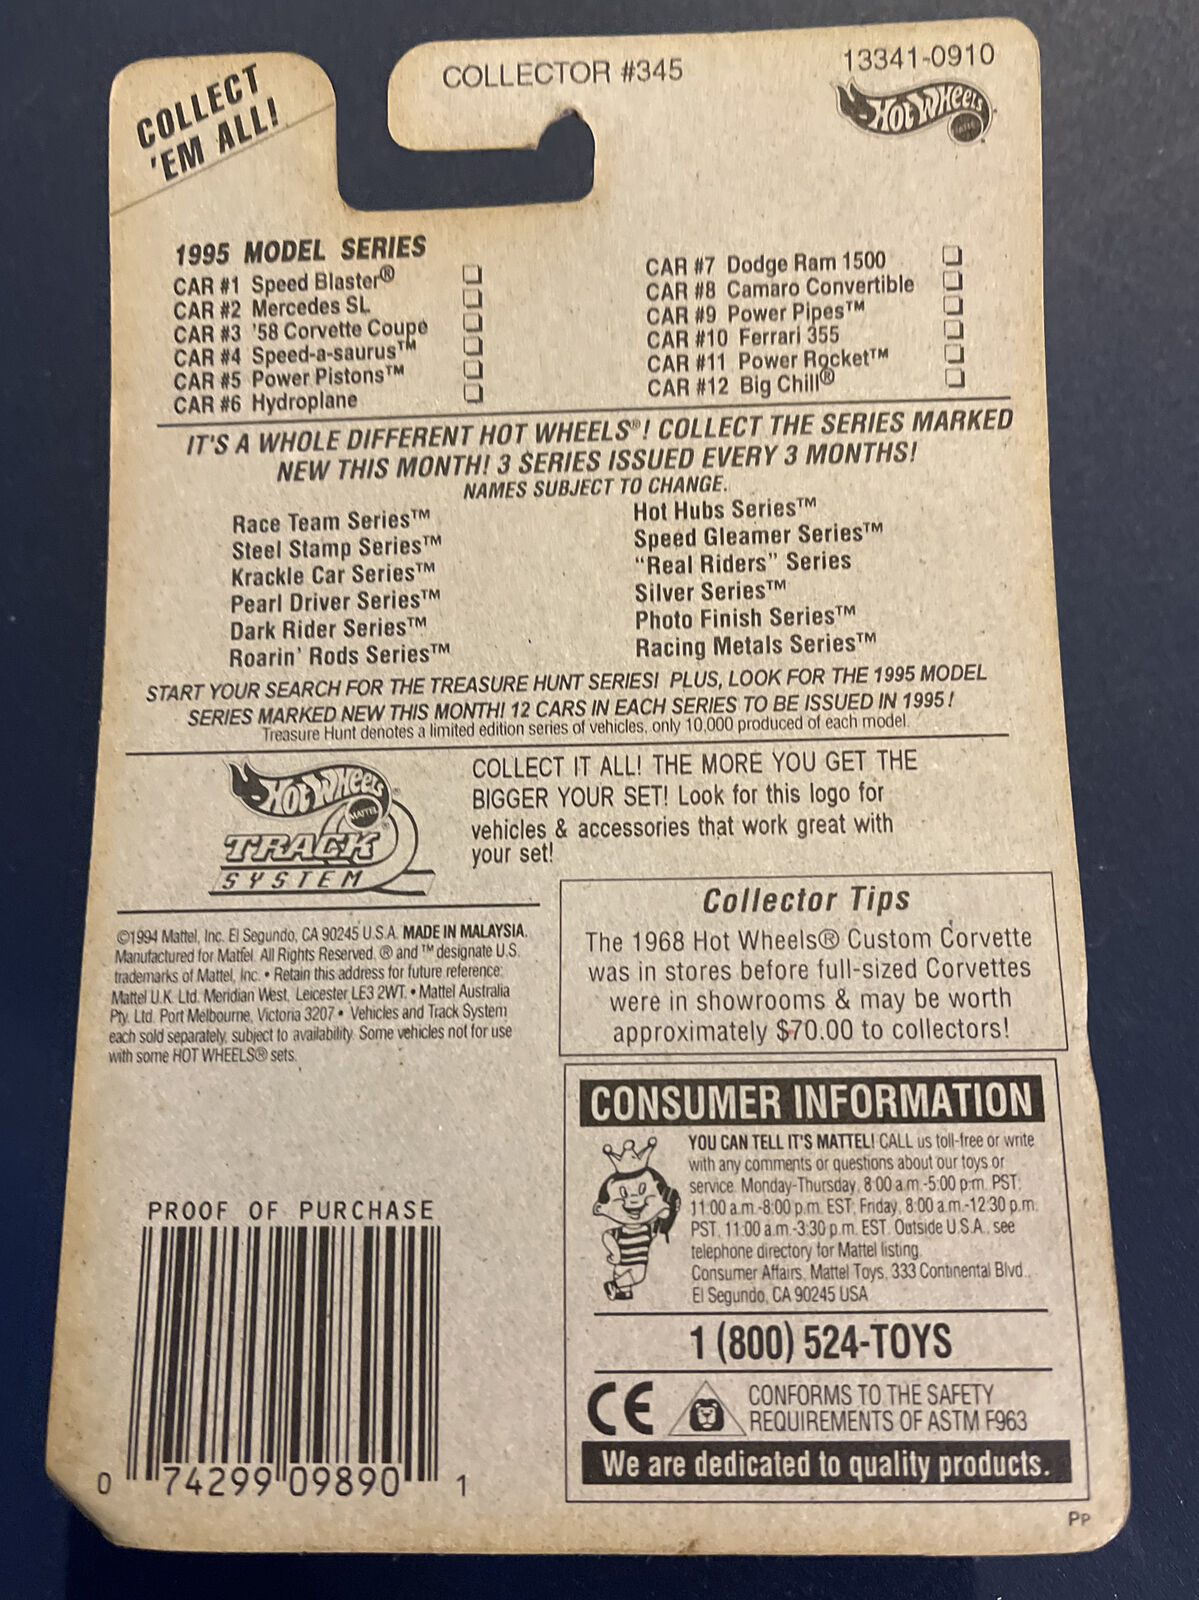 COLLECT
'EM ALL!
COLLECTOR #345
13341-0910
HOT WHEELS
MATTEL
1995 MODEL SERIES
CAR #1 Speed Blaster® ❏
CAR #2 Mercedes SL ❏
CAR #3 '58 Corvette Coupe ❏
CAR #4 Speed-a-saurus™ ❏
CAR #5 Power Pistons™ ❏
CAR #6 Hydroplane ❏
CAR #7 Dodge Ram 1500 ❏
CAR #8 Camaro Convertible ❏
CAR #9 Power Pipes™ ❏
CAR #10 Ferrari 355 ❏
CAR #11 Power Rocket™ ❏
CAR #12 Big Chill® ❏
IT'S A WHOLE DIFFERENT HOT WHEELS®! COLLECT THE SERIES MARKED
NEW THIS MONTH! 3 SERIES ISSUED EVERY 3 MONTHS!
NAMES SUBJECT TO CHANGE.
Race Team Series™
Steel Stamp Series™
Krackle Car Series™
Pearl Driver Series™
Dark Rider Series™
Roarin' Rods Series™
Hot Hubs Series™
Speed Gleamer Series™
“Real Riders” Series
Silver Series™
Photo Finish Series™
Racing Metals Series™
START YOUR SEARCH FOR THE TREASURE HUNT SERIES! PLUS, LOOK FOR THE 1995 MODEL
SERIES MARKED NEW THIS MONTH! 12 CARS IN EACH SERIES TO BE ISSUED IN 1995!
Treasure Hunt denotes a limited edition series of vehicles, only 10,000 produced of each model.
HOT WHEELS®
MATTEL
TRACK®
SYSTEM
COLLECT IT ALL! THE MORE YOU GET THE
BIGGER YOUR SET! Look for this logo for
vehicles & accessories that work great with
your set!
©1994 Mattel, Inc. El Segundo, CA 90245 U.S.A. MADE IN MALAYSIA.
Manufactured for Mattel. All Rights Reserved. ® and ™ designate U.S.
trademarks of Mattel, Inc. • Retain this address for future reference:
Mattel U.K. Ltd. Meridian West, Leicester LE3 2WT. • Mattel Australia
Pty. Ltd. Port Melbourne, Victoria 3207 • Vehicles and Track System
each sold separately, subject to availability. Some vehicles not for use
with some HOT WHEELS® sets.
Collector Tips
The 1968 Hot Wheels® Custom Corvette
was in stores before full-sized Corvettes
were in showrooms & may be worth
approximately $70.00 to collectors!
CONSUMER INFORMATION
YOU CAN TELL IT'S MATTEL! CALL us toll-free or write
with any comments or questions about our toys or
service. Monday-Thursday, 8:00 a.m.-5:00 p.m. PST;
11:00 a.m.-8:00 p.m. EST; Friday, 8:00 a.m.-12:30 p.m.
PST, 11:00 a.m.-3:30 p.m. EST. Outside U.S.A., see
telephone directory for Mattel listing.
Consumer Affairs, Mattel Toys, 333 Continental Blvd.,
El Segundo, CA 90245 USA
1 (800) 524-TOYS
CE
CONFORMS TO THE SAFETY
REQUIREMENTS OF ASTM F963
We are dedicated to quality products.
PROOF OF PURCHASE
0 74299 09890 1
PP